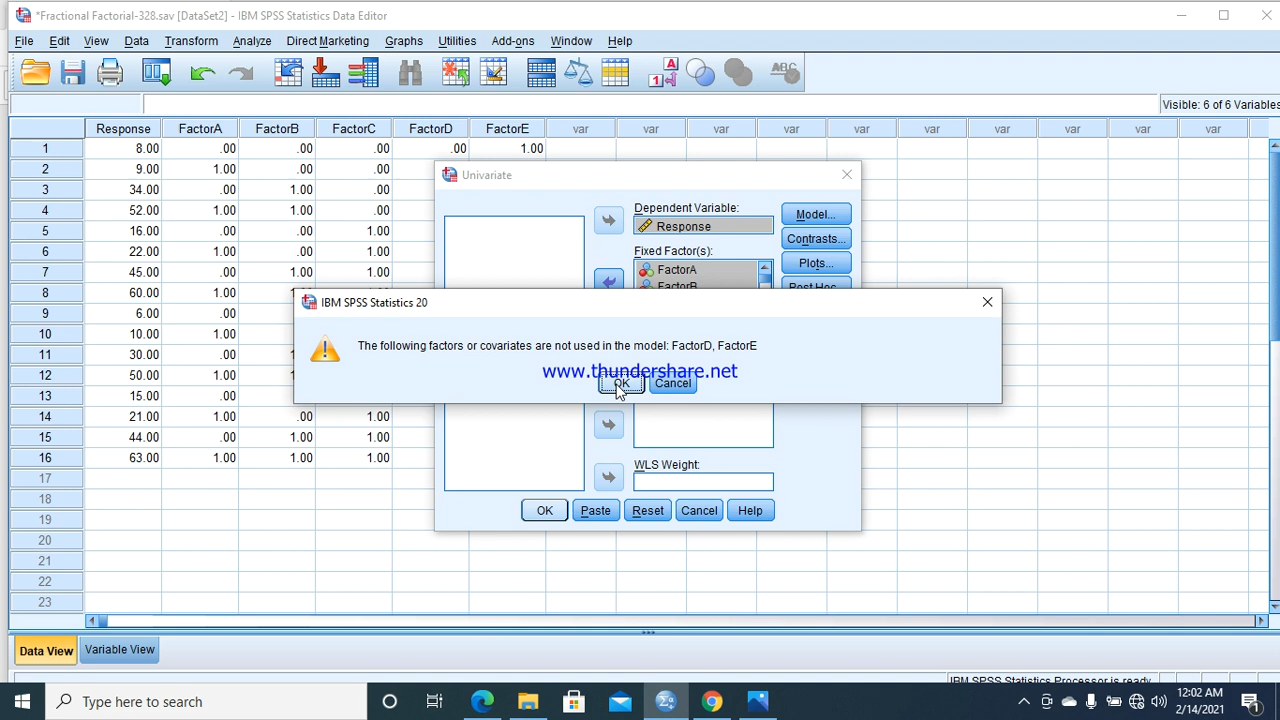 *Fractional Factorial-328.sav [DataSet2] - IBM SPSS Statistics Data Editor
File Edit View Data Transform Analyze Direct Marketing Graphs Utilities Add-ons Window Help
Visible: 6 of 6 Variables
Response FactorA FactorB FactorC FactorD FactorE var var var var var var var var var
1 8.00 .00 .00 .00 .00 1.00
2 9.00 1.00 .00 .00
3 34.00 .00 1.00 .00
4 52.00 1.00 1.00 .00
5 16.00 .00
6 22.00 1.00
7 45.00 .00
8 60.00 1.00
9 6.00 .00
10 10.00 1.00
11 30.00 .00
12 50.00 1.00
13 15.00 .00
14 21.00 1.00 .00 1.00
15 44.00 .00 1.00 1.00
16 63.00 1.00 1.00 1.00
17
18
19
20
21
22
23
Univariate
Dependent Variable:
Response
Model...
Contrasts...
Fixed Factor(s):
FactorA
FactorB
Plots...
Post Hoc
IBM SPSS Statistics 20
The following factors or covariates are not used in the model: FactorD, FactorE
www.thundershare.net
OK Cancel
WLS Weight:
OK Paste Reset Cancel Help
Data View Variable View
IBM SPSS Statistics Processor is ready
Type here to search
12:02 AM
2/14/2021
1